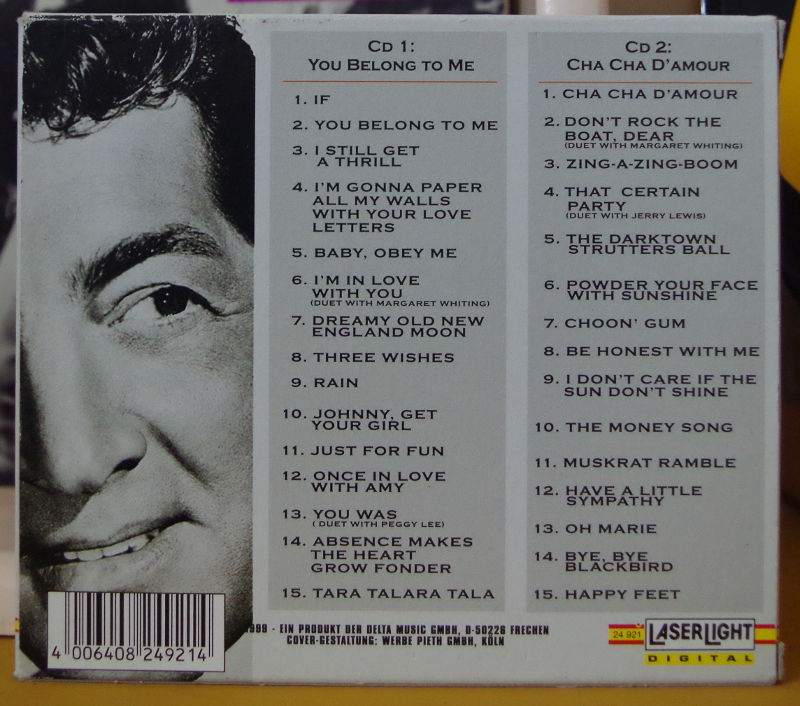 CD 1:
YOU BELONG TO ME
1. IF
2. YOU BELONG TO ME
3. I STILL GET
A THRILL
4. I'M GONNA PAPER
ALL MY WALLS
WITH YOUR LOVE
LETTERS
5. BABY, OBEY ME
6. I'M IN LOVE
WITH YOU
(DUET WITH MARGARET WHITING)
7. DREAMY OLD NEW
ENGLAND MOON
8. THREE WISHES
9. RAIN
10. JOHNNY, GET
YOUR GIRL
11. JUST FOR FUN
12. ONCE IN LOVE
WITH AMY
13. YOU WAS
( DUET WITH PEGGY LEE)
14. ABSENCE MAKES
THE HEART
GROW FONDER
15. TARA TALARA TALA
CD 2:
CHA CHA D'AMOUR
1. CHA CHA D'AMOUR
2. DON'T ROCK THE
BOAT, DEAR
(DUET WITH MARGARET WHITING)
3. ZING-A-ZING-BOOM
4. THAT CERTAIN
PARTY
(DUET WITH JERRY LEWIS)
5. THE DARKTOWN
STRUTTERS BALL
6. POWDER YOUR FACE
WITH SUNSHINE
7. CHOON' GUM
8. BE HONEST WITH ME
9. I DON'T CARE IF THE
SUN DON'T SHINE
10. THE MONEY SONG
11. MUSKRAT RAMBLE
12. HAVE A LITTLE
SYMPATHY
13. OH MARIE
14. BYE, BYE
BLACKBIRD
15. HAPPY FEET
4 006408 249214
- EIN PRODUKT DER DELTA MUSIC GMBH, D-50226 FRECHEN
COVER-GESTALTUNG: WERBE PIETH GMBH, KÖLN
24 921
LASERLIGHT
DIGITAL